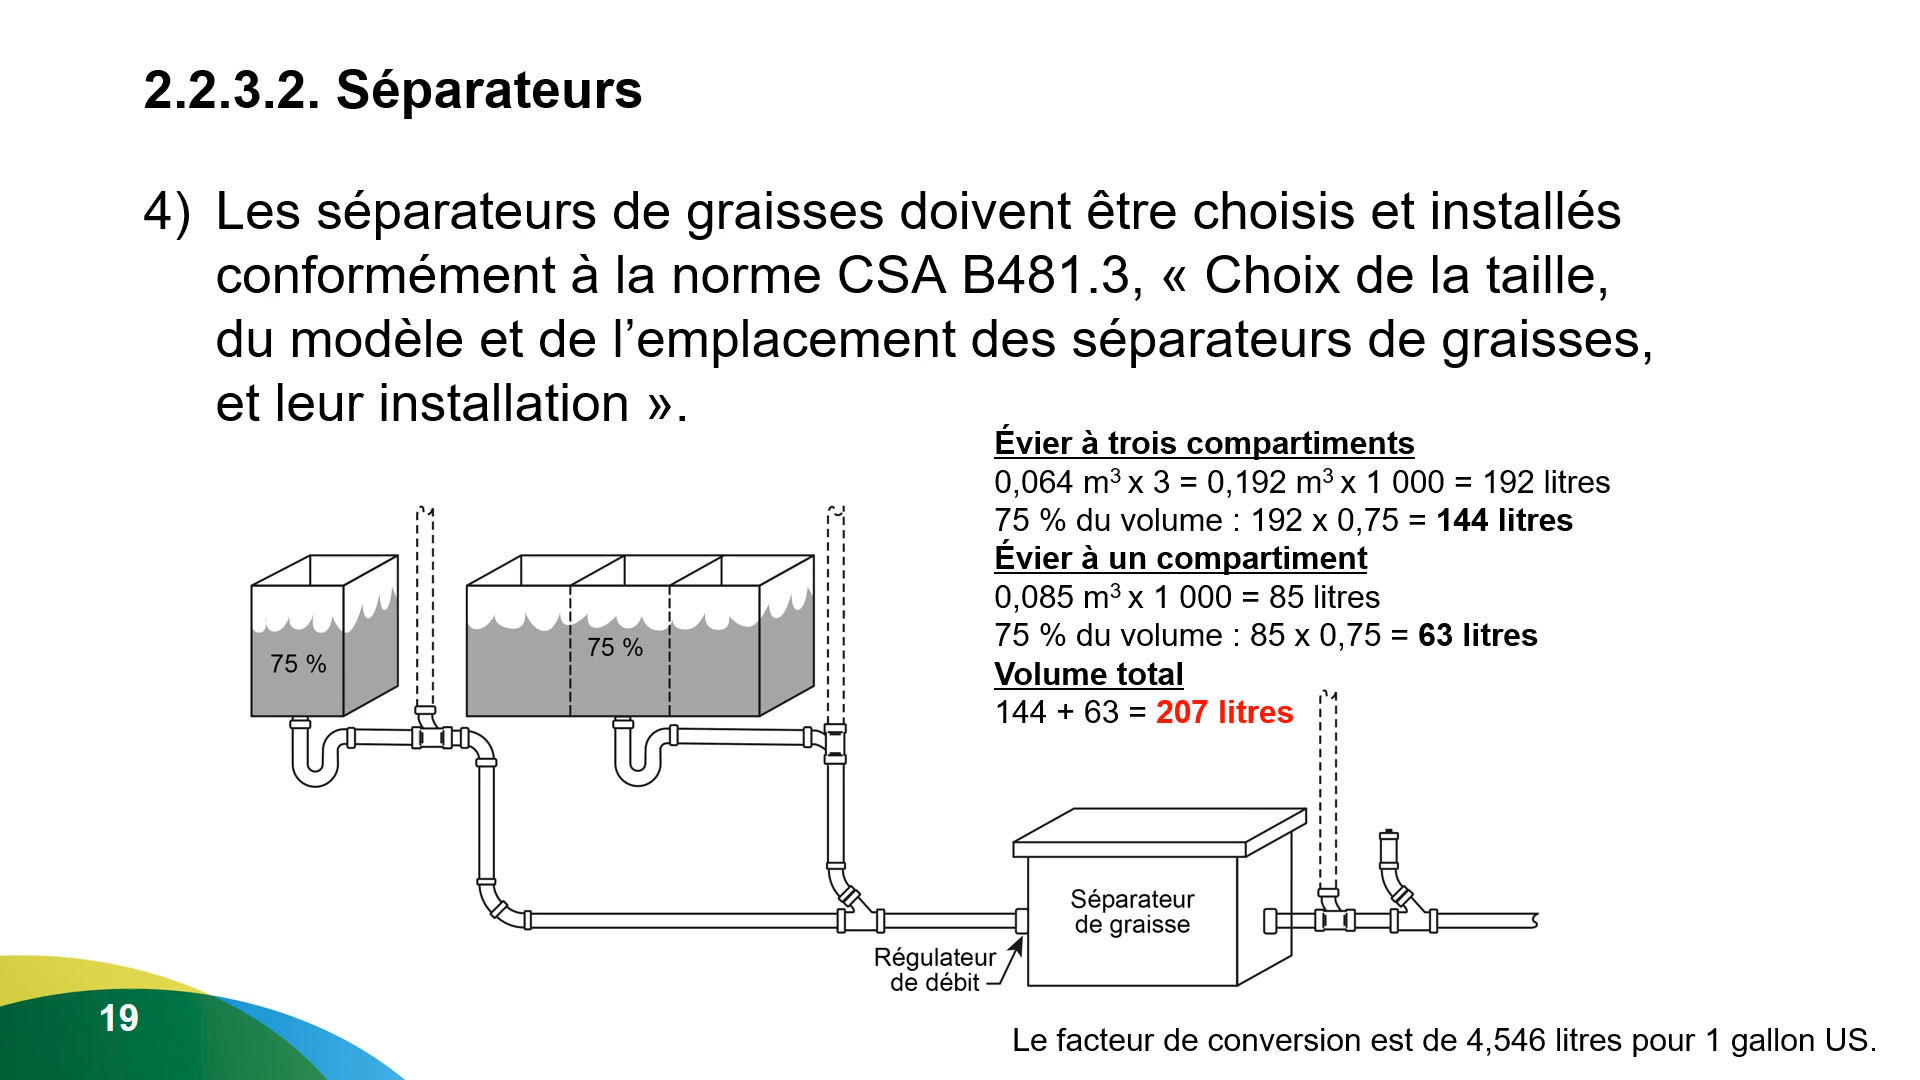 2.2.3.2. Séparateurs
4) Les séparateurs de graisses doivent être choisis et installés
conformément à la norme CSA B481.3, « Choix de la taille,
du modèle et de l’emplacement des séparateurs de graisses,
et leur installation ».
Évier à trois compartiments
0,064 m³ x 3 = 0,192 m³ x 1 000 = 192 litres
75 % du volume : 192 x 0,75 = 144 litres
Évier à un compartiment
0,085 m³ x 1 000 = 85 litres
75 % du volume : 85 x 0,75 = 63 litres
Volume total
144 + 63 = 207 litres
75 %
75 %
Séparateur
de graisse
Régulateur
de débit
19
Le facteur de conversion est de 4,546 litres pour 1 gallon US.